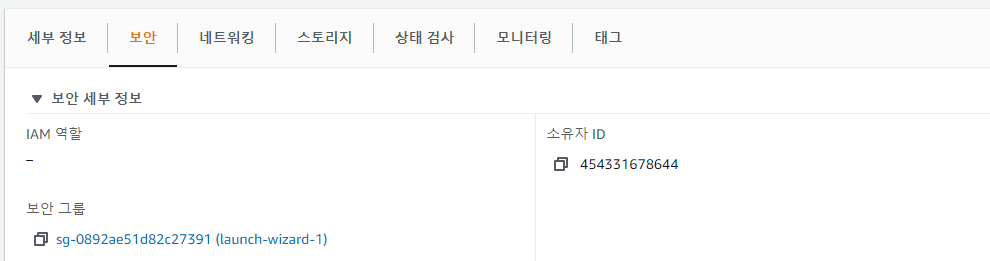 세부 정보 보안 네트워킹 스토리지 상태 검사 모니터링 태그
보안 세부 정보
IAM 역할
–
소유자 ID
454331678644
보안 그룹
sg-0892ae51d82c27391 (launch-wizard-1)